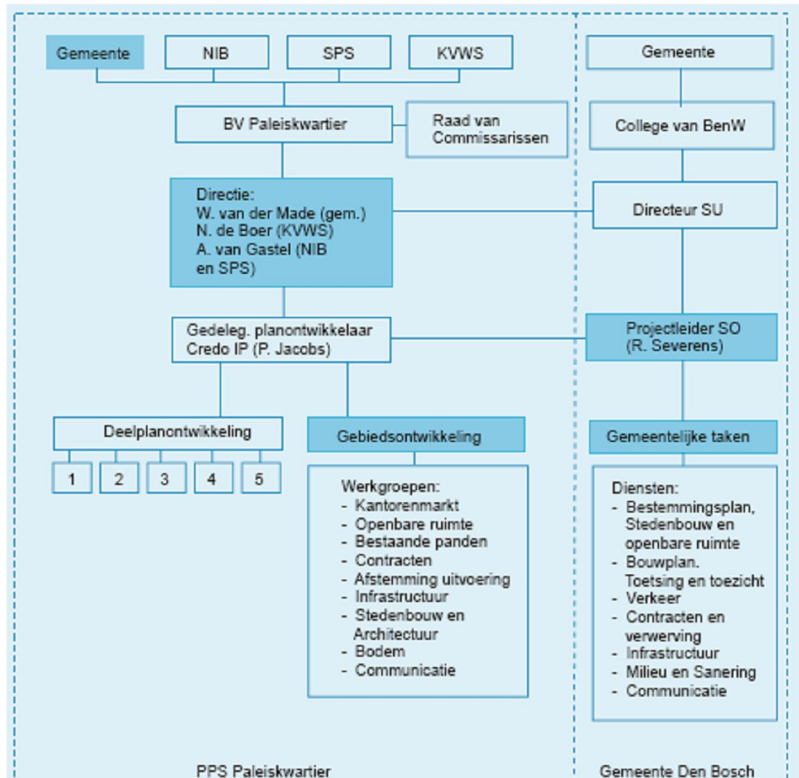 Gemeente
NIB
SPS
KVWS
BV Paleiskwartier
Raad van
Commissarissen
Directie:
W. van der Made (gem.)
N. de Boer (KVWS)
A. van Gastel (NIB
en SPS)
Gedeleg. planontwikkelaar
Credo IP (P. Jacobs)
Deelplanontwikkeling
1
2
3
4
5
Gebiedsontwikkeling
Werkgroepen:
- Kantorenmarkt
- Openbare ruimte
- Bestaande panden
- Contracten
- Afstemming uitvoering
- Infrastructuur
- Stedenbouw en
Architectuur
- Bodem
- Communicatie
PPS Paleiskwartier
Gemeente
College van BenW
Directeur SU
Projectleider SO
(R. Severens)
Gemeentelijke taken
Diensten:
- Bestemmingsplan,
Stedenbouw en
openbare ruimte
- Bouwplan.
Toetsing en toezicht
- Verkeer
- Contracten en
verwerving
- Infrastructuur
- Milieu en Sanering
- Communicatie
Gemeente Den Bosch